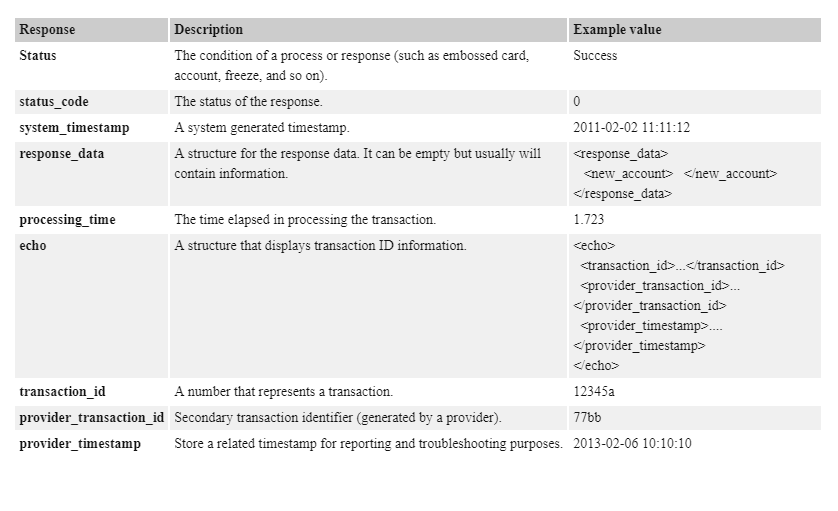 Response Description Example value
Status The condition of a process or response (such as embossed card, Success
account, freeze, and so on).
status_code The status of the response. 0
system_timestamp A system generated timestamp. 2011-02-02 11:11:12
response_data A structure for the response data. It can be empty but usually will <response_data>
contain information. <new_account> </new_account>
</response_data>
processing_time The time elapsed in processing the transaction. 1.723
echo A structure that displays transaction ID information. <echo>
<transaction_id>...</transaction_id>
<provider_transaction_id>...
</provider_transaction_id>
<provider_timestamp>....
</provider_timestamp>
</echo>
transaction_id A number that represents a transaction. 12345a
provider_transaction_id Secondary transaction identifier (generated by a provider). 77bb
provider_timestamp Store a related timestamp for reporting and troubleshooting purposes. 2013-02-06 10:10:10